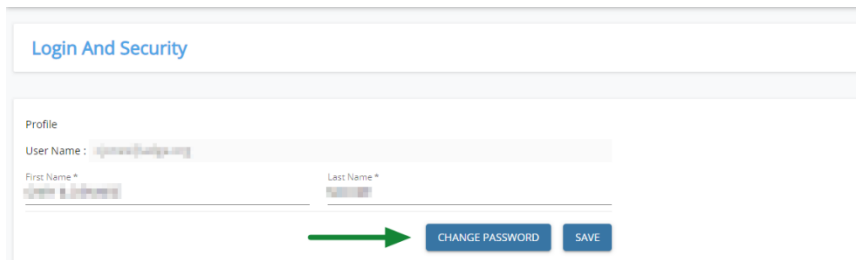 Login And Security
Profile
User Name :
First Name *
Last Name *
CHANGE PASSWORD
SAVE